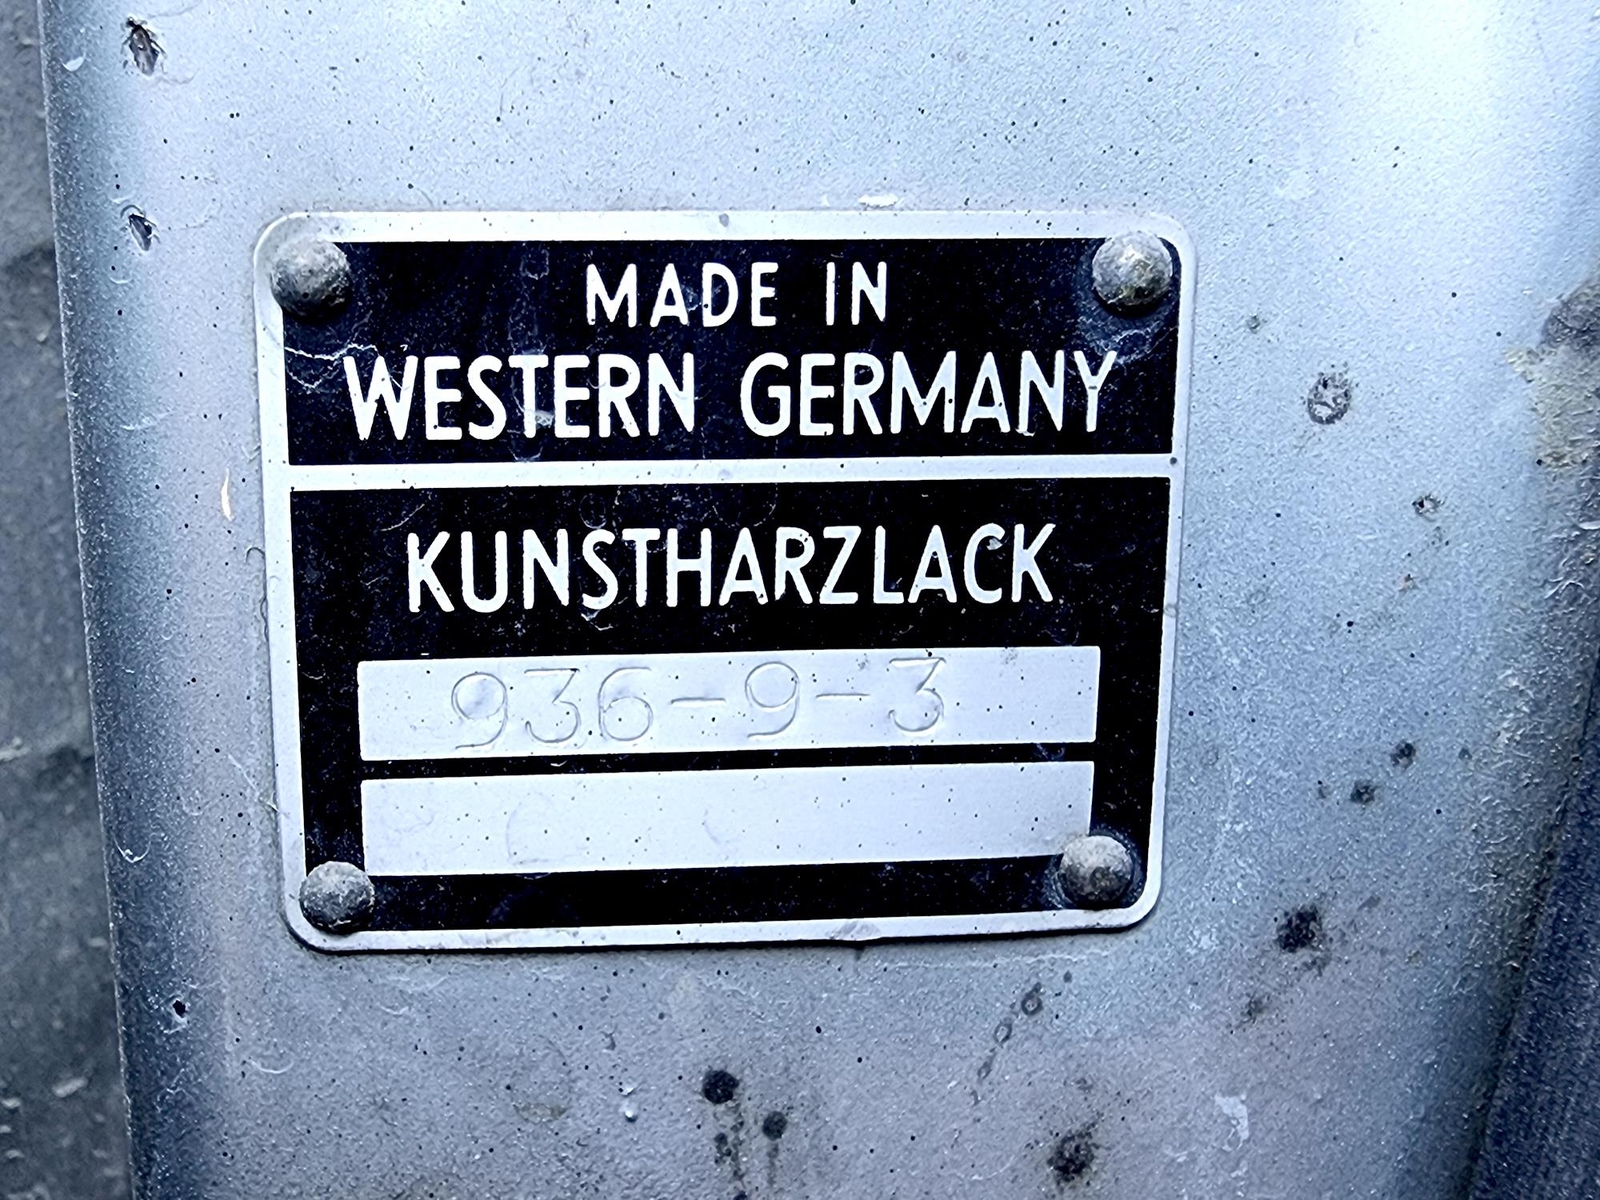 MADE IN
WESTERN GERMANY
KUNSTHARZLACK
936-9-3